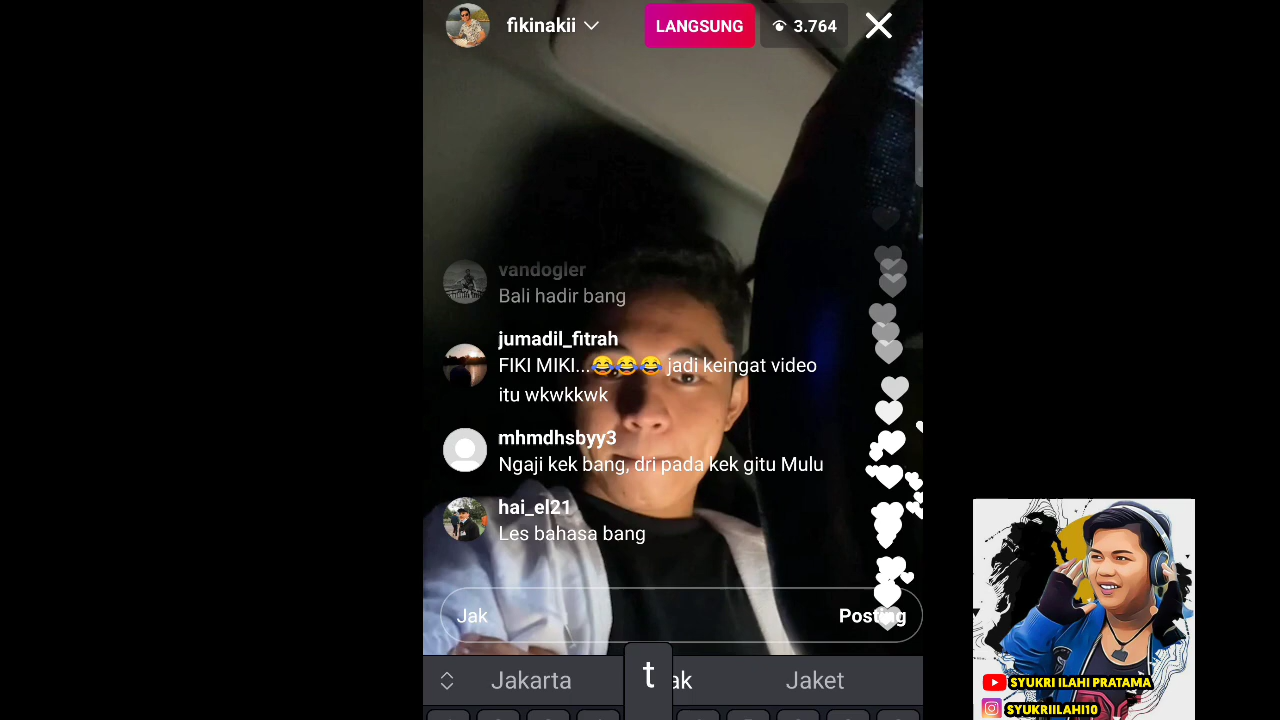 fikinakii
LANGSUNG
3.764
vandogler
Bali hadir bang
jumadil_fitrah
FIKI MIKI...😂😂😂 jadi keingat video
itu wkwkkwk
mhmdhsbyy3
Ngaji kek bang, dri pada kek gitu Mulu
hai_el21
Les bahasa bang
Jak
Posting
Jakarta
t
ak
Jaket
SYUKRI ILAHI PRATAMA
SYUKRIILAHI10